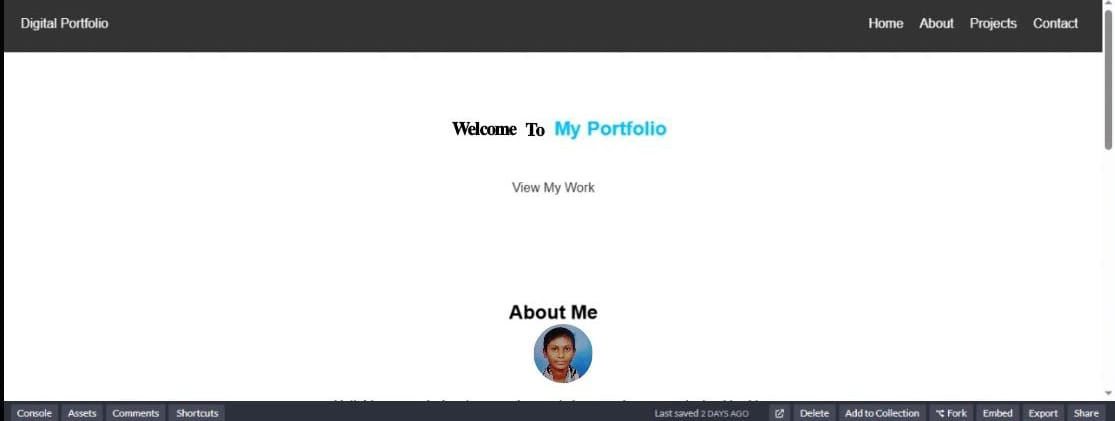 Digital Portfolio Home About Projects Contact
Welcome To My Portfolio
View My Work
About Me
Console Assets Comments Shortcuts Last saved 2 DAYS AGO Delete Add to Collection Fork Embed Export Share